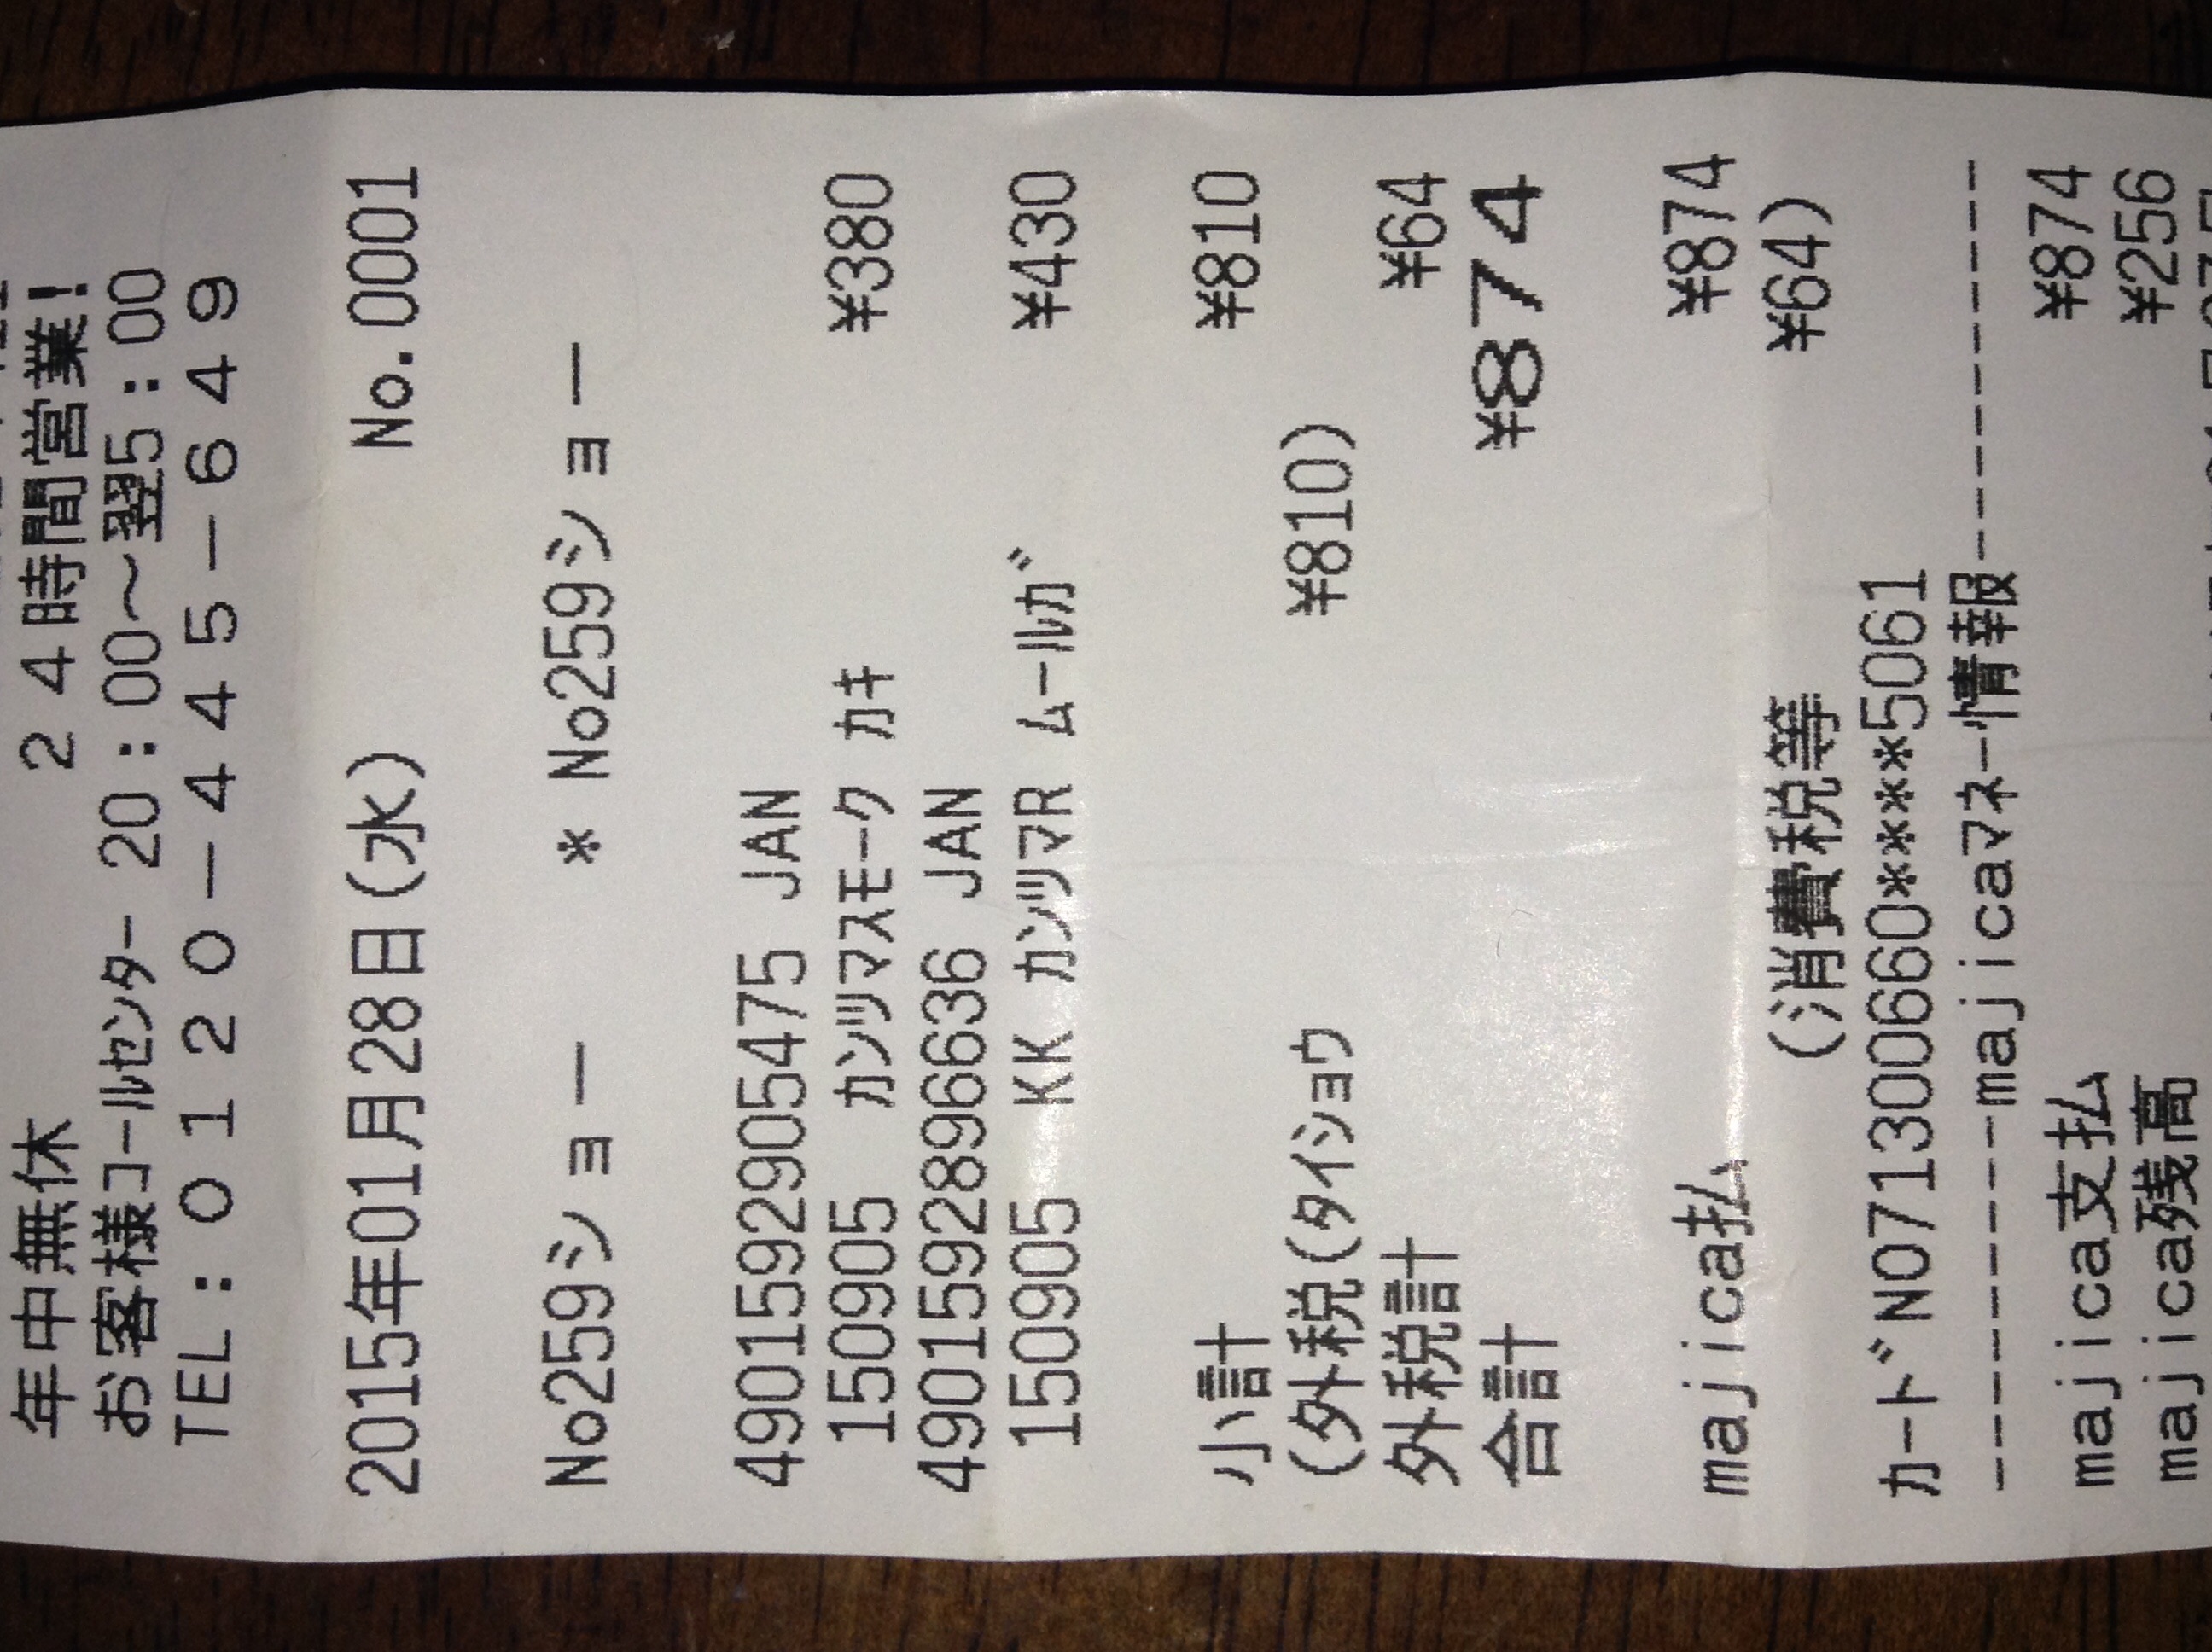 年中無休 24時間営業!
お客様コールセンター 20:00〜翌5:00
TEL:0120-445-649
2015年01月28日(水) No.0001
No259ジョー * No259ジョー
4901592905475 JAN
150905 カンヅマスモーク カキ ¥380
4901592896636 JAN
150905 KK カンヅマR ムールガ ¥430
小計 ¥810
(外税(タイショウ ¥810)
外税計 ¥64
合計 ¥874
majica払 ¥874
(消費税等 ¥64)
カードNO71300660*****5061
---------majicaマネー情報---------
majica支払 ¥874
majica残高 ¥256